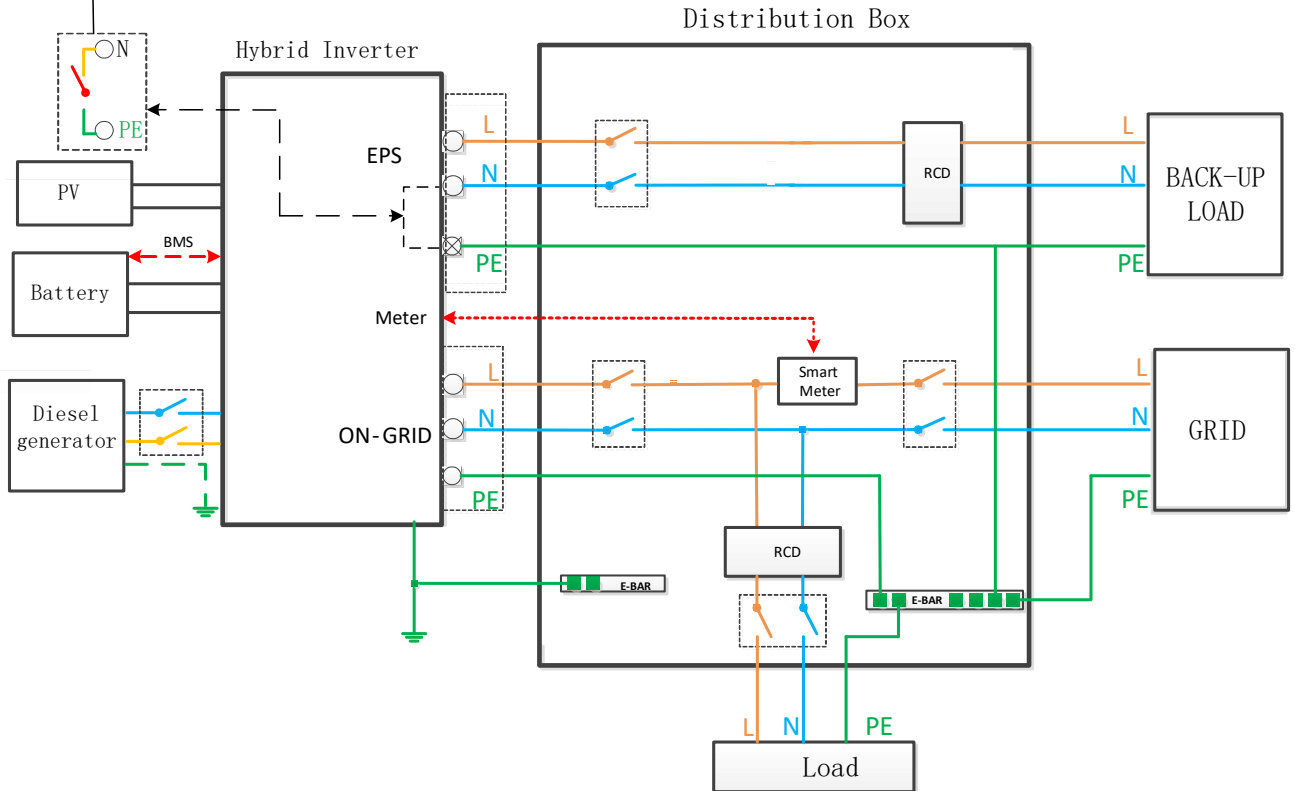 Distribution Box
N
Hybrid Inverter
PE
L
EPS
RCD
L
N
N
BACK-UP
LOAD
PV
PE
PE
BMS
Battery
Meter
L
Smart
Meter
L
Diesel
generator
N
ON-GRID
N
GRID
PE
PE
RCD
E-BAR
E-BAR
L
N
PE
Load